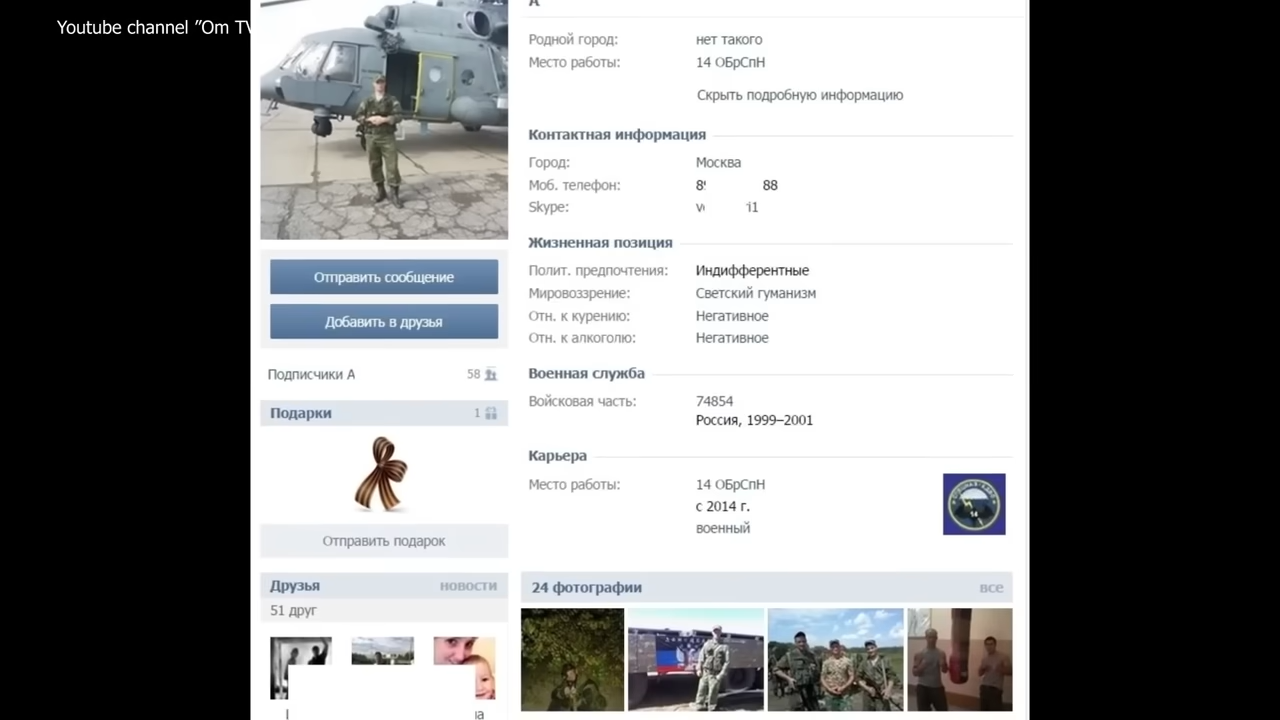 Youtube channel "Om TV
А
Родной город: нет такого
Место работы: 14 ОБрСпН
Скрыть подробную информацию
Контактная информация
Город: Москва
Моб. телефон: 89 88
Skype: i1
Жизненная позиция
Полит. предпочтения: Индифферентные
Мировоззрение: Светский гуманизм
Отн. к курению: Негативное
Отн. к алкоголю: Негативное
Военная служба
Войсковая часть: 74854
Россия, 1999–2001
Карьера
Место работы: 14 ОБрСпН
с 2014 г.
военный
24 фотографии все
Отправить сообщение
Добавить в друзья
Подписчики А 58
Подарки 1
Отправить подарок
Друзья новости
51 друг